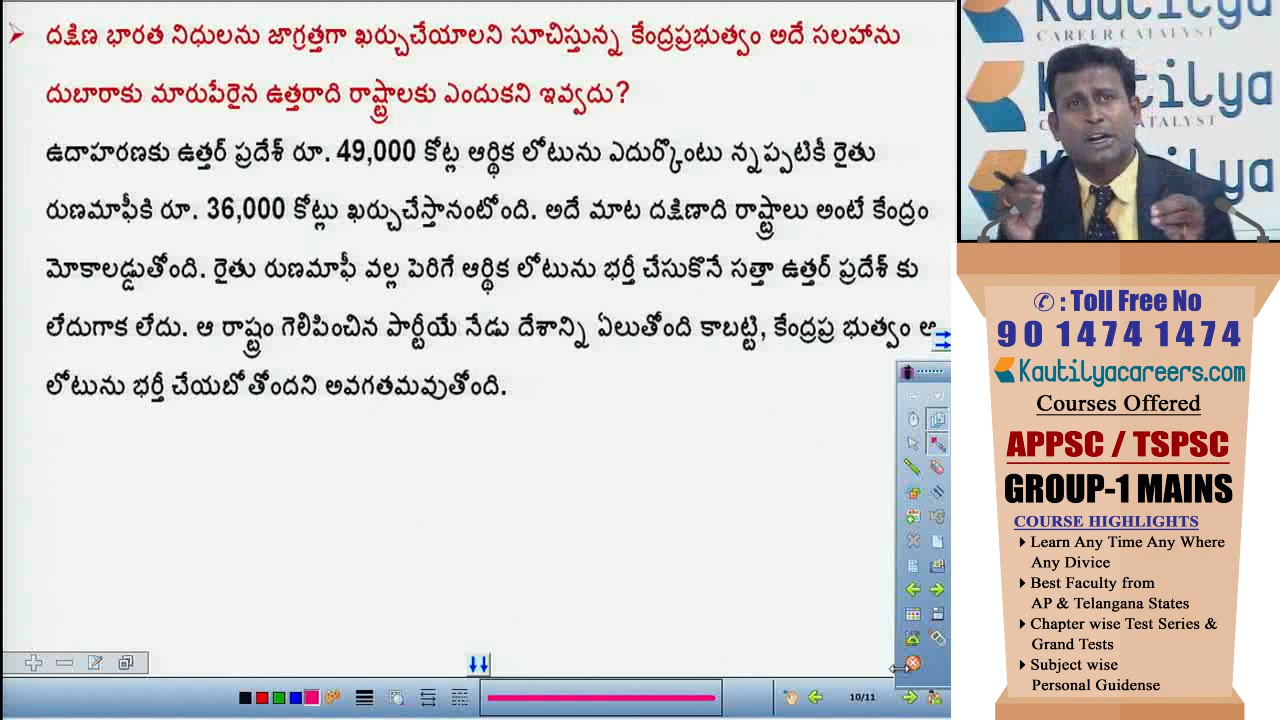 దక్షిణ భారత నిధులను జాగ్రత్తగా ఖర్చుచేయాలని సూచిస్తున్న కేంద్రప్రభుత్వం అదే సలహాను
దుబారాకు మారుపేరైన ఉత్తరాది రాష్ట్రాలకు ఎందుకని ఇవ్వదు?
ఉదాహరణకు ఉత్తర్ ప్రదేశ్ రూ. 49,000 కోట్ల ఆర్థిక లోటును ఎదుర్కొంటు న్నప్పటికీ రైతు
రుణమాఫీకి రూ. 36,000 కోట్లు ఖర్చుచేస్తానంటోంది. అదే మాట దక్షిణాది రాష్ట్రాలు అంటే కేంద్రం
మోకాలడ్డుతోంది. రైతు రుణమాఫీ వల్ల పెరిగే ఆర్థిక లోటును భర్తీ చేసుకొనే సత్తా ఉత్తర్ ప్రదేశ్ కు
లేదుగాక లేదు. ఆ రాష్ట్రం గెలిపించిన పార్టీయే నేడు దేశాన్ని ఏలుతోంది కాబట్టి, కేంద్రప్ర భుత్వం
లోటును భర్తీ చేయబో తోందని అవగతమవుతోంది.
10/11
Kautilya
CAREER CATALYST
Kautilya
CATALYST
✆ : Toll Free No
90 1474 1474
Kautilyacareers.com
Courses Offered
APPSC / TSPSC
GROUP-1 MAINS
COURSE HIGHLIGHTS
Learn Any Time Any Where
Any Divice
Best Faculty from
AP & Telangana States
Chapter wise Test Series &
Grand Tests
Subject wise
Personal Guidense